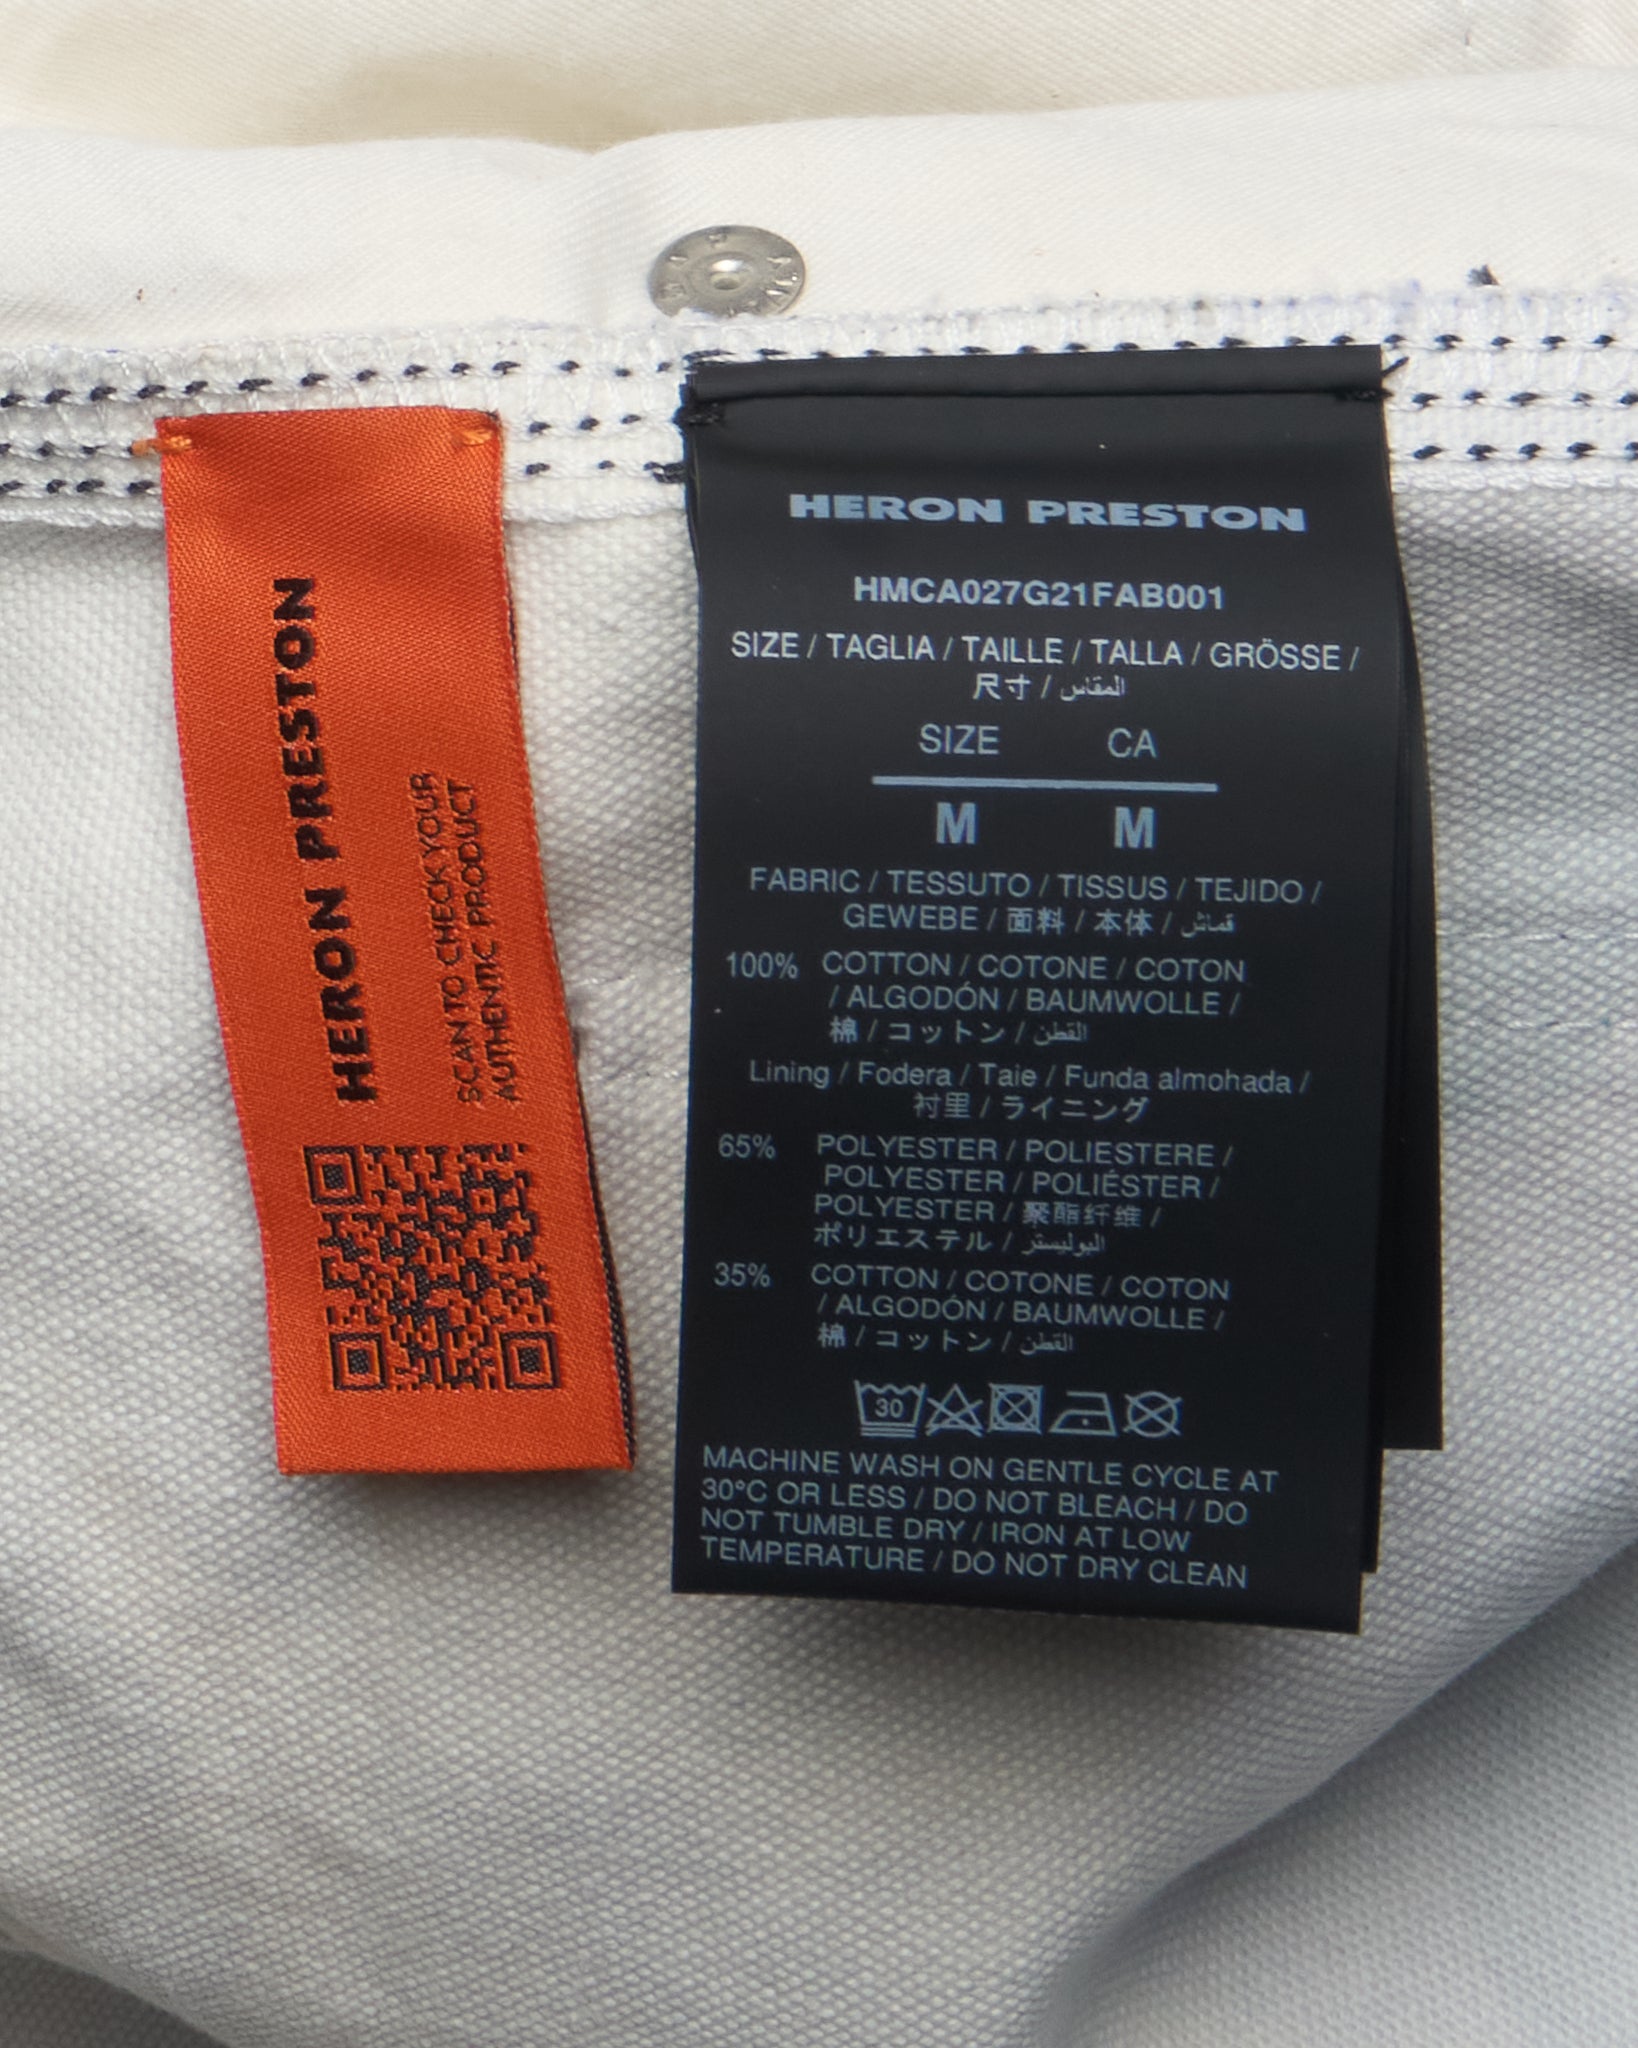 HERON PRESTON
SCAN TO CHECK YOUR
AUTHENTIC PRODUCT
HERON PRESTON
HMCA027G21FAB001
SIZE / TAGLIA / TAILLE / TALLA / GRÖSSE /
尺寸 / المقاس
SIZE CA
M M
FABRIC / TESSUTO / TISSUS / TEJIDO /
GEWEBE / 面料 / 本体 / قماش
100% COTTON / COTONE / COTON
/ ALGODÓN / BAUMWOLLE /
棉 / コットン / القطن
Lining / Fodera / Taie / Funda almohada /
衬里 / ライニング
65% POLYESTER / POLIESTERE /
POLYESTER / POLIÉSTER /
POLYESTER / 聚酯纤维 /
ポリエステル / البوليستر
35% COTTON / COTONE / COTON
/ ALGODÓN / BAUMWOLLE /
棉 / コットン / القطن
30
MACHINE WASH ON GENTLE CYCLE AT
30°C OR LESS / DO NOT BLEACH / DO
NOT TUMBLE DRY / IRON AT LOW
TEMPERATURE / DO NOT DRY CLEAN